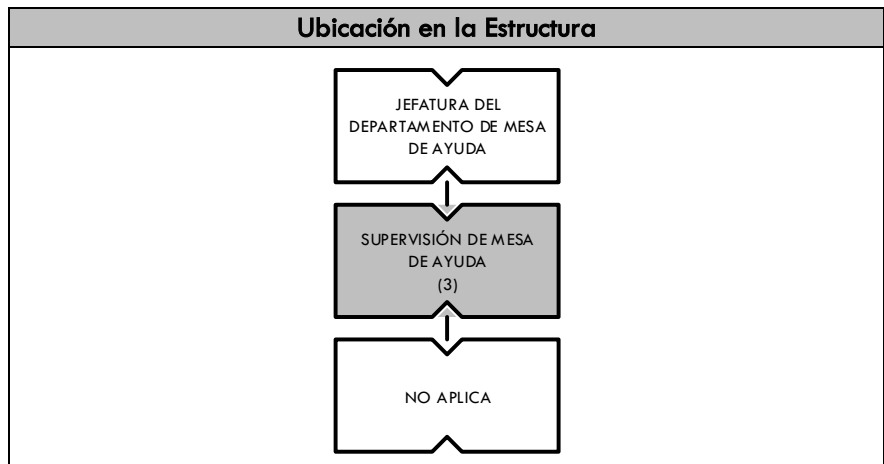 Ubicación en la Estructura
JEFATURA DEL
DEPARTAMENTO DE MESA
DE AYUDA
SUPERVISIÓN DE MESA
DE AYUDA
(3)
NO APLICA